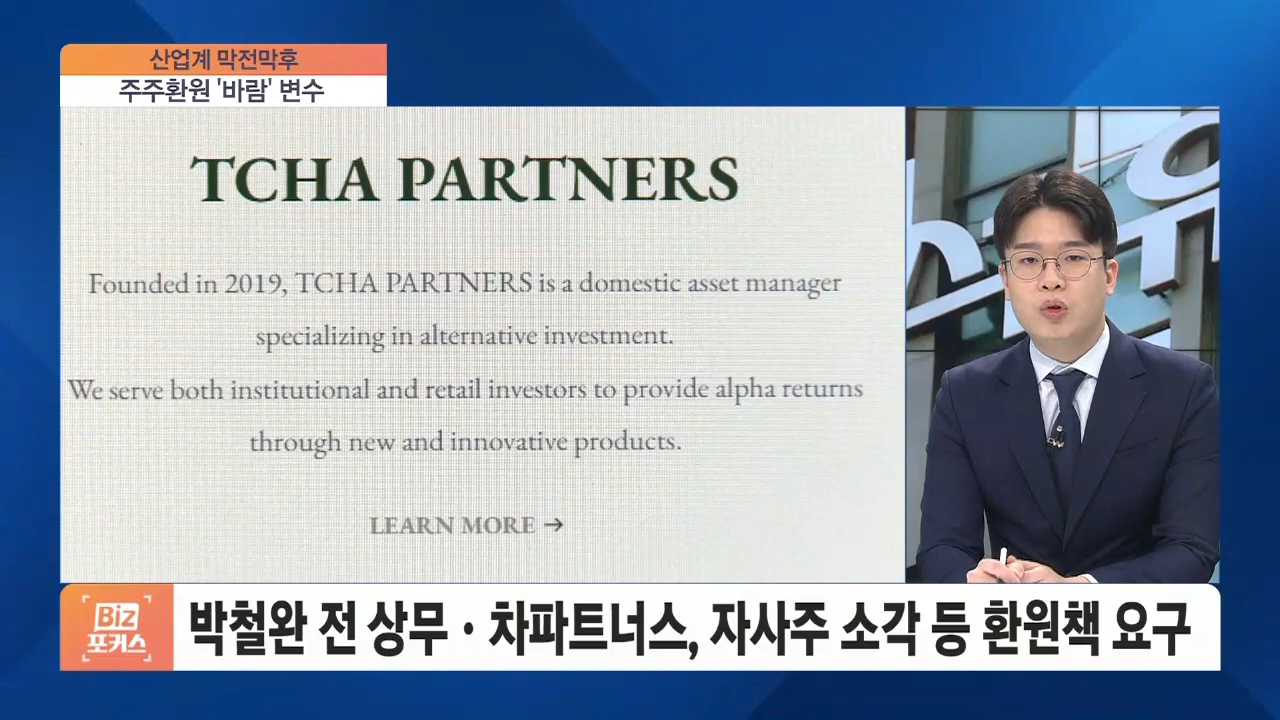 산업계 막전막후
주주환원 '바람' 변수
TCHA PARTNERS
Founded in 2019, TCHA PARTNERS is a domestic asset manager
specializing in alternative investment.
We serve both institutional and retail investors to provide alpha returns
through new and innovative products.
LEARN MORE →
Biz
포커스
박철완 전 상무 · 차파트너스, 자사주 소각 등 환원책 요구